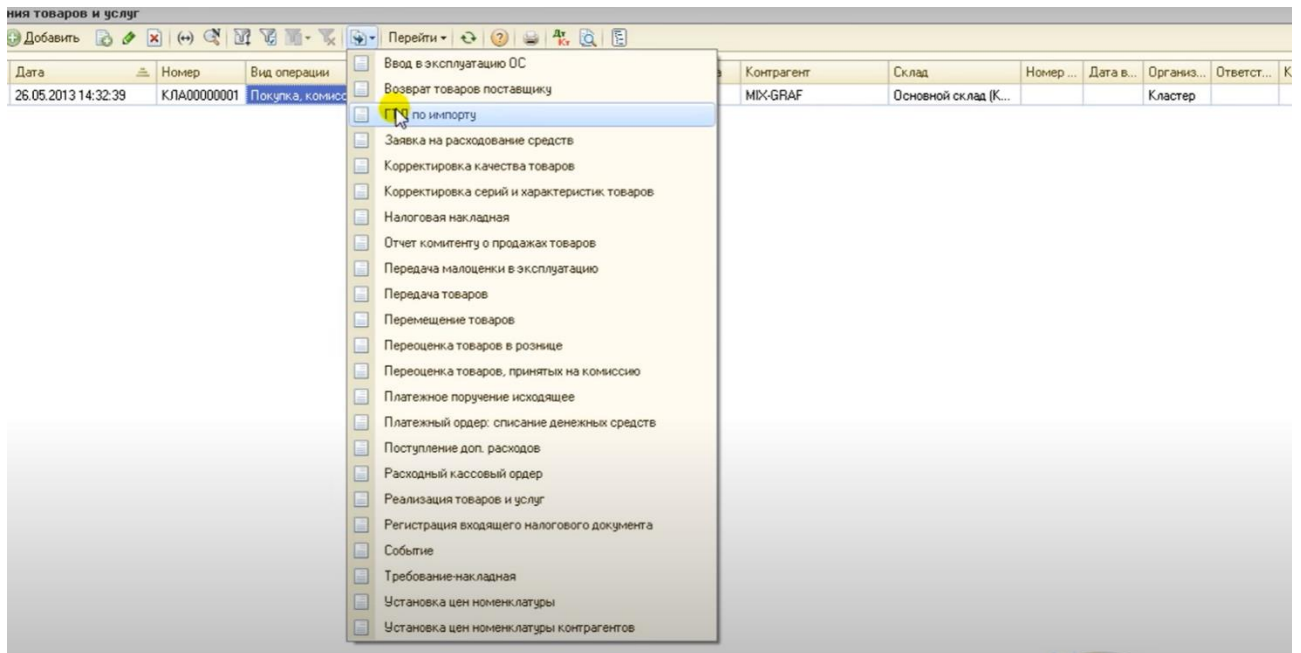 ния товаров и услуг
Добавить Перейти
Дата Номер Вид операции Контрагент Склад Номер ... Дата в... Организ... Ответст... К
26.05.2013 14:32:39 КЛА00000001 Покупка, комисс MIX-GRAF Основной склад (К... Кластер
Ввод в эксплуатацию ОС
Возврат товаров поставщику
по импорту
Заявка на расходование средств
Корректировка качества товаров
Корректировка серий и характеристик товаров
Налоговая накладная
Отчет комитенту о продажах товаров
Передача малоценки в эксплуатацию
Передача товаров
Перемещение товаров
Переоценка товаров в рознице
Переоценка товаров, принятых на комиссию
Платежное поручение исходящее
Платежный ордер: списание денежных средств
Поступление доп. расходов
Расходный кассовый ордер
Реализация товаров и услуг
Регистрация входящего налогового документа
Событие
Требование-накладная
Установка цен номенклатуры
Установка цен номенклатуры контрагентов